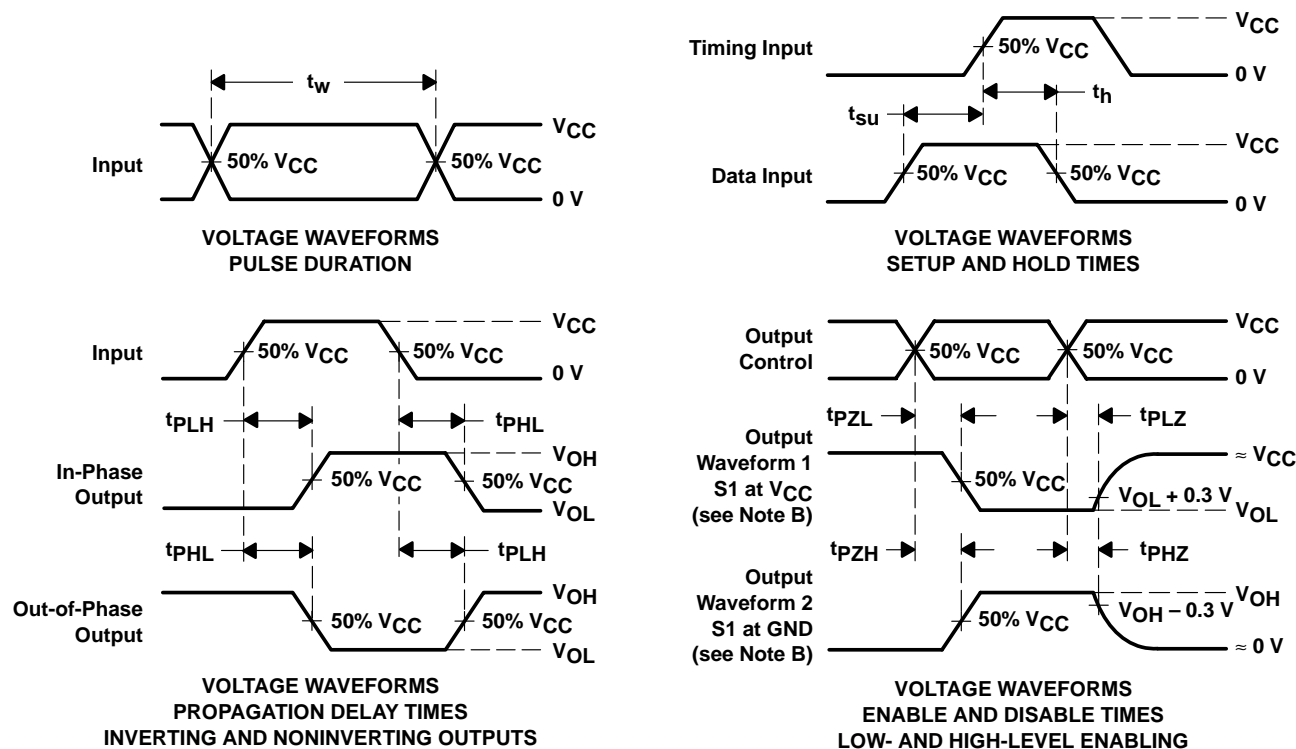 tw
Input
50% VCC
50% VCC
VCC
0 V
VOLTAGE WAVEFORMS
PULSE DURATION
Timing Input
50% VCC
VCC
0 V
tsu
th
Data Input
50% VCC
50% VCC
VCC
0 V
VOLTAGE WAVEFORMS
SETUP AND HOLD TIMES
Input
50% VCC
50% VCC
VCC
0 V
tPLH
tPHL
In-Phase
Output
50% VCC
50% VCC
VOH
VOL
tPHL
tPLH
Out-of-Phase
Output
50% VCC
50% VCC
VOH
VOL
VOLTAGE WAVEFORMS
PROPAGATION DELAY TIMES
INVERTING AND NONINVERTING OUTPUTS
Output
Control
50% VCC
50% VCC
VCC
0 V
tPZL
tPLZ
Output
Waveform 1
S1 at VCC
(see Note B)
50% VCC
VOL + 0.3 V
≈ VCC
VOL
tPZH
tPHZ
Output
Waveform 2
S1 at GND
(see Note B)
50% VCC
VOH − 0.3 V
VOH
≈ 0 V
VOLTAGE WAVEFORMS
ENABLE AND DISABLE TIMES
LOW- AND HIGH-LEVEL ENABLING